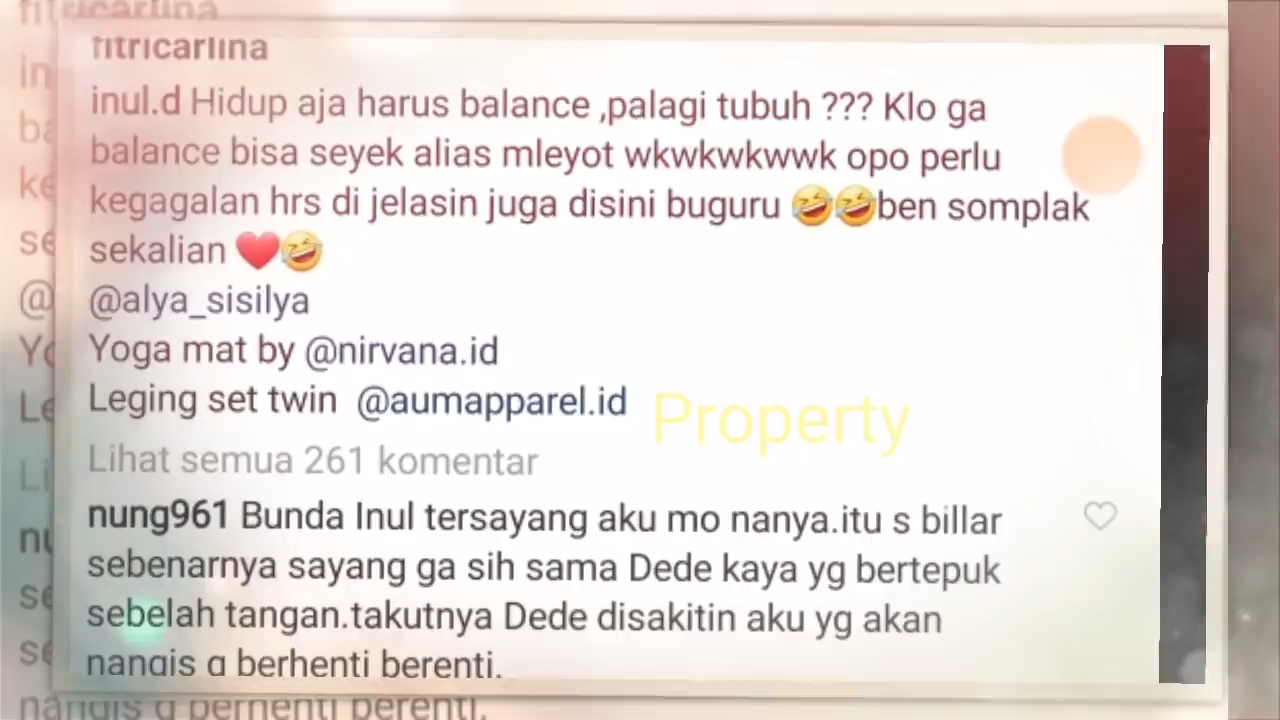 fitricarlina
inul.d Hidup aja harus balance ,palagi tubuh ??? Klo ga
balance bisa seyek alias mleyot wkwkwkwwk opo perlu
kegagalan hrs di jelasin juga disini buguru 🤣🤣ben somplak
sekalian ❤️🤣
@alya_sisilya
Yoga mat by @nirvana.id
Leging set twin @aumapparel.id
Property
Lihat semua 261 komentar
nung961 Bunda Inul tersayang aku mo nanya.itu s billar
sebenarnya sayang ga sih sama Dede kaya yg bertepuk
sebelah tangan.takutnya Dede disakitin aku yg akan
nangis g berhenti berenti.